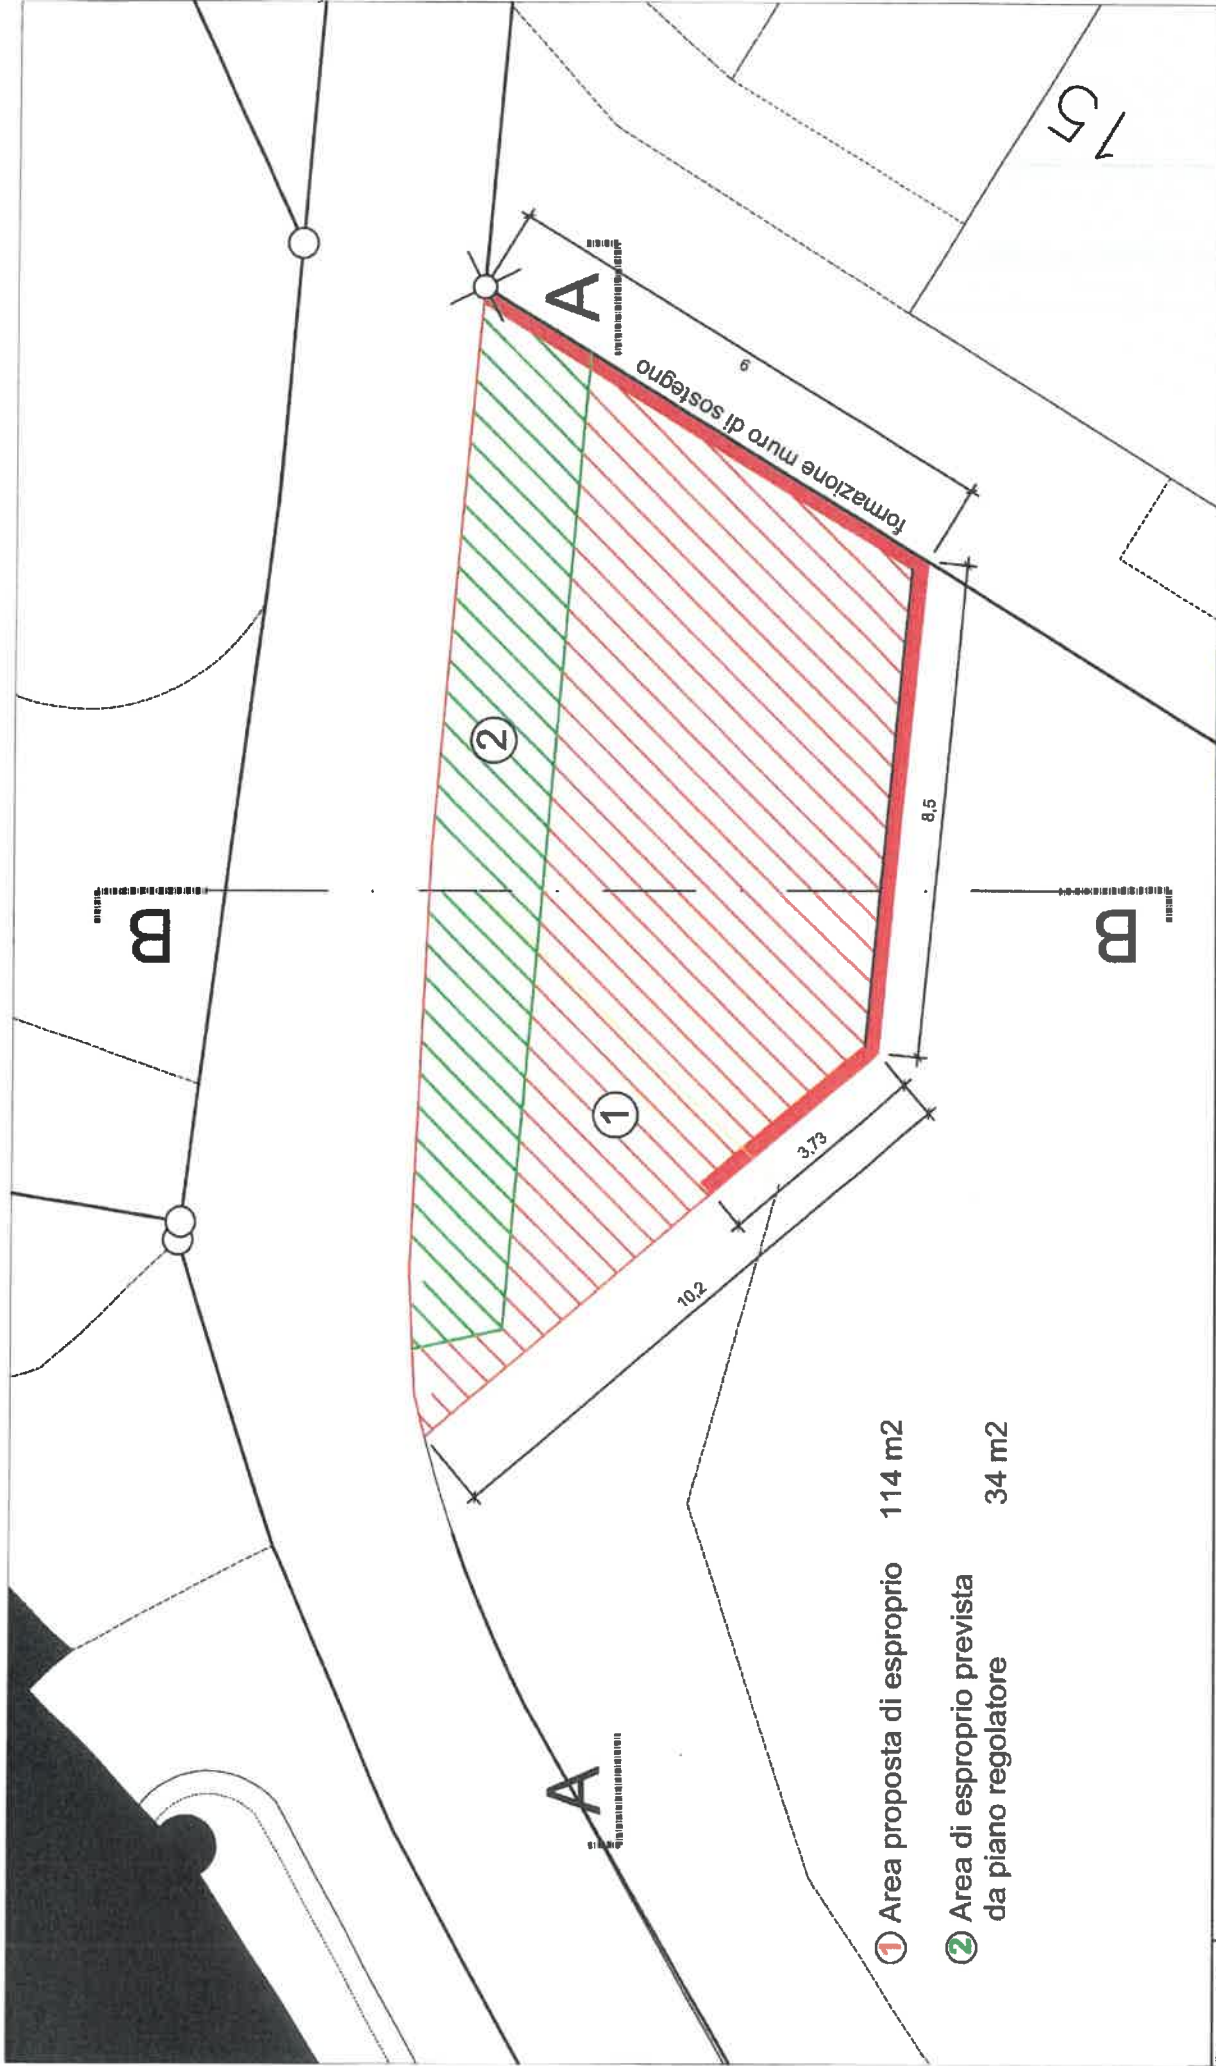 B
B
A
A
15
2
1
formazione muro di sostegno
9
8,5
3,73
10,2
1 Area proposta di esproprio 114 m2
2 Area di esproprio prevista
da piano regolatore 34 m2